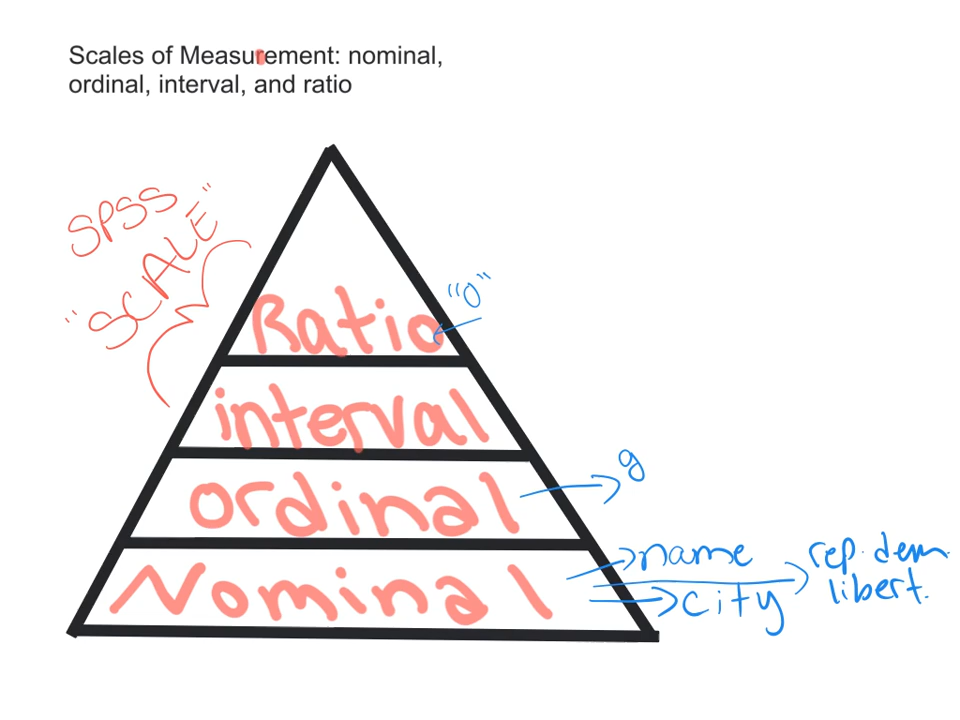 Scales of Measurement: nominal,
ordinal, interval, and ratio
SPSS
"SCALE"
"0"
Ratio
interval
ordinal
g
Nominal
name
city
rep. dem.
libert.